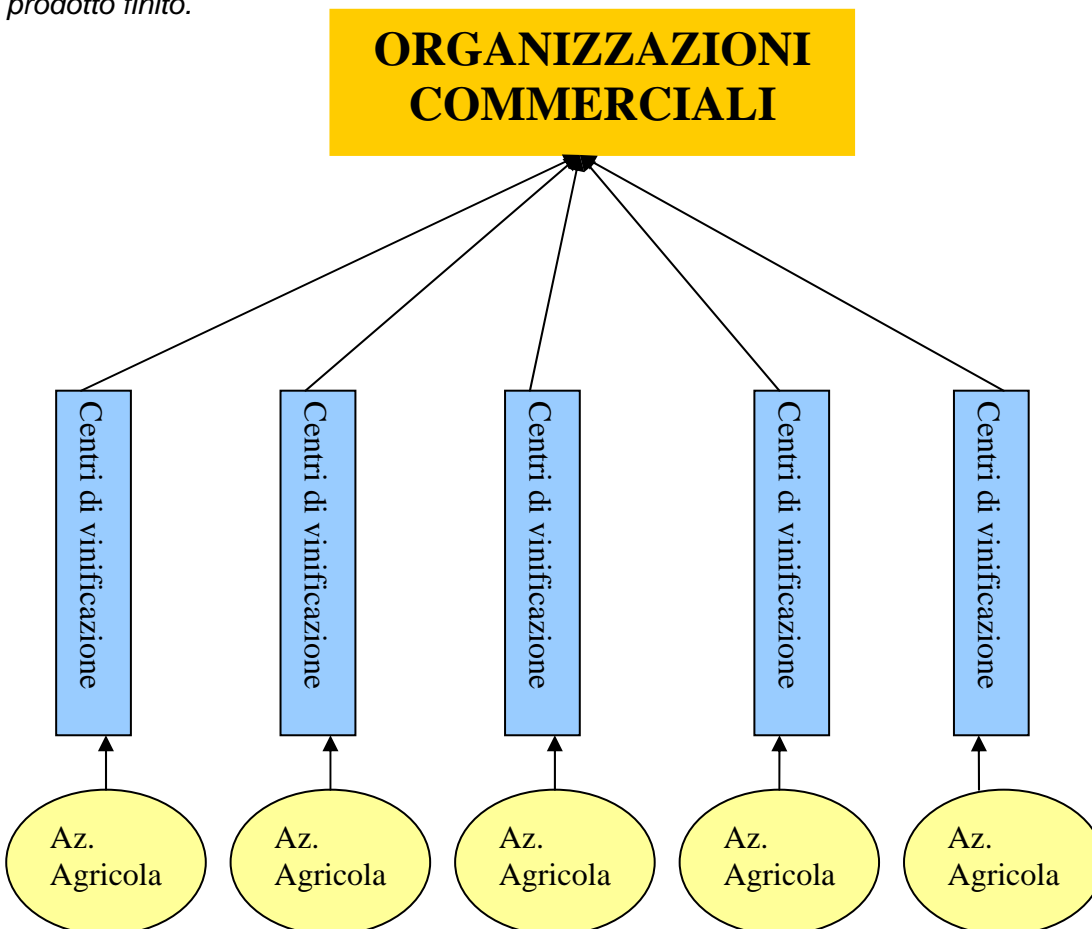 prodotto finito.
ORGANIZZAZIONI
COMMERCIALI
Centri di vinificazione
Centri di vinificazione
Centri di vinificazione
Centri di vinificazione
Centri di vinificazione
Az.
Agricola
Az.
Agricola
Az.
Agricola
Az.
Agricola
Az.
Agricola